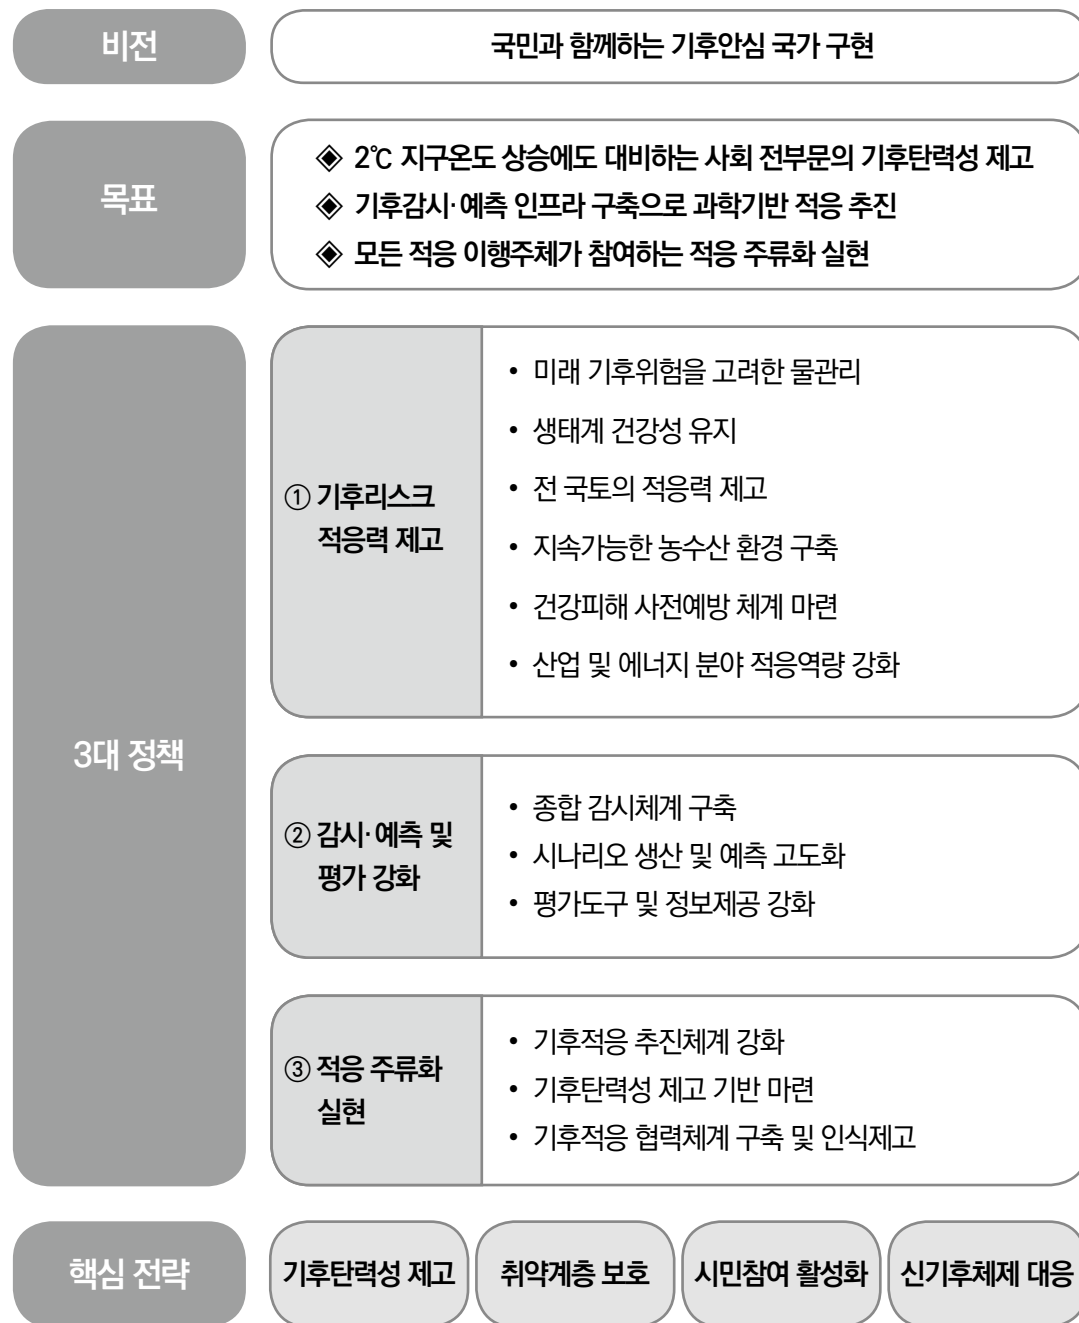 비전
국민과 함께하는 기후안심 국가 구현
목표
◈ 2℃ 지구온도 상승에도 대비하는 사회 전부문의 기후탄력성 제고
◈ 기후감시·예측 인프라 구축으로 과학기반 적응 추진
◈ 모든 적응 이행주체가 참여하는 적응 주류화 실현
3대 정책
① 기후리스크
적응력 제고
• 미래 기후위험을 고려한 물관리
• 생태계 건강성 유지
• 전 국토의 적응력 제고
• 지속가능한 농수산 환경 구축
• 건강피해 사전예방 체계 마련
• 산업 및 에너지 분야 적응역량 강화
② 감시·예측 및
평가 강화
• 종합 감시체계 구축
• 시나리오 생산 및 예측 고도화
• 평가도구 및 정보제공 강화
③ 적응 주류화
실현
• 기후적응 추진체계 강화
• 기후탄력성 제고 기반 마련
• 기후적응 협력체계 구축 및 인식제고
핵심 전략
기후탄력성 제고
취약계층 보호
시민참여 활성화
신기후체제 대응